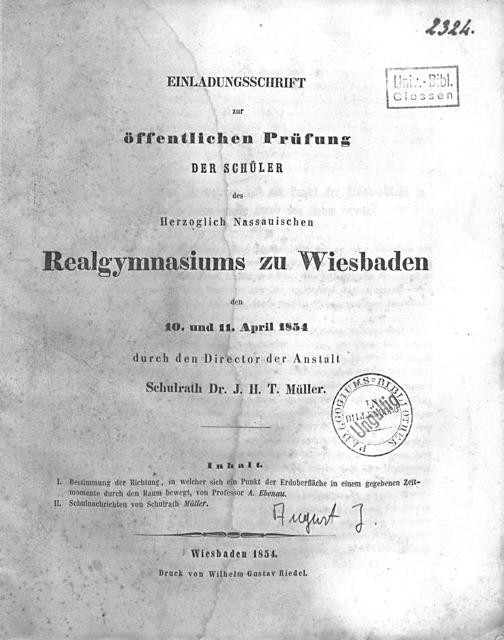 2324.
Univ.-Bibl.
Giessen
EINLADUNGSSCHRIFT
zur
öffentlichen Prüfung
DER SCHÜLER
des
Herzoglich Nassauischen
Realgymnasiums zu Wiesbaden
den
10. und 11. April 1854
durch den Director der Anstalt
Schulrath Dr. J. H. T. Müller.
PÄDAGOGIUMS=BIBLIOTHEK
IN
Ungültig
Inhalt.
I. Bestimmung der Richtung, in welcher sich ein Punkt der Erdoberfläche in einem gegebenen Zeit-
momente durch den Raum bewegt, von Professor A. Ebenau.
II. Schulnachrichten von Schulrath Müller.
August J.
Wiesbaden 1854.
Druck von Wilhelm Gustav Riedel.